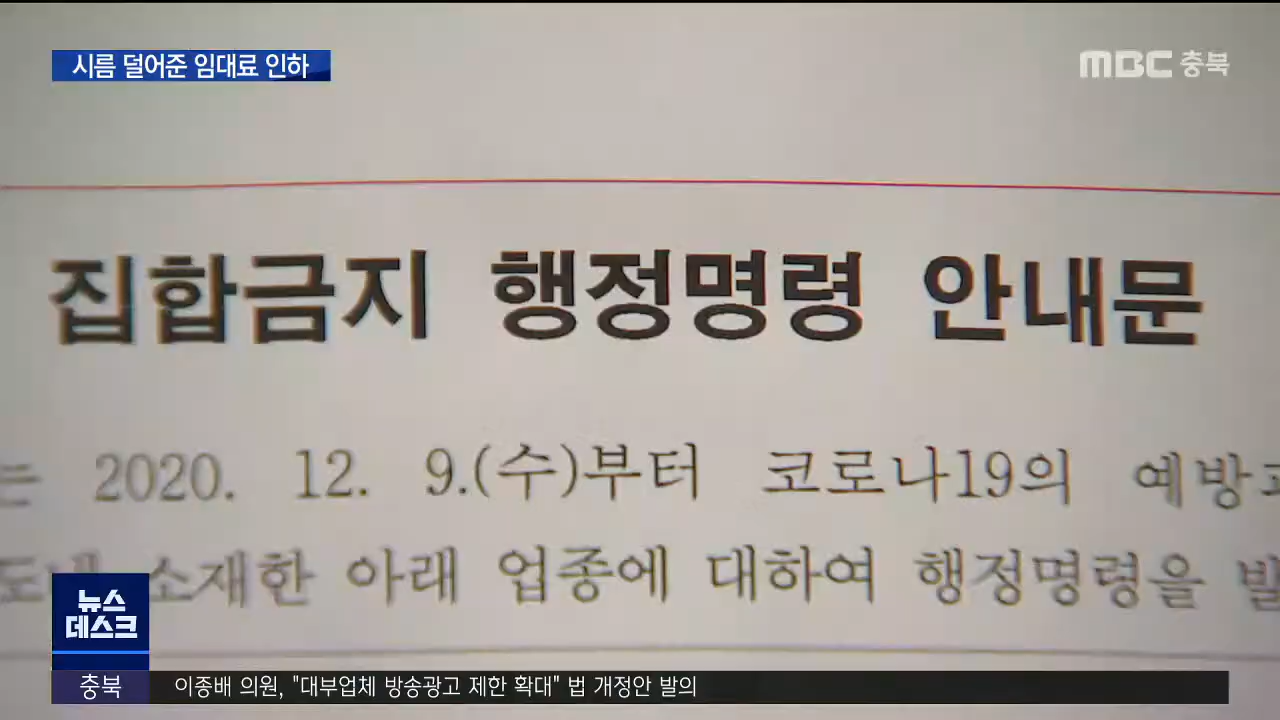 시름 덜어준 임대료 인하
MBC 충북
집합금지 행정명령 안내문
는 2020. 12. 9.(수)부터 코로나19의 예방
소재한 아래 업종에 대하여 행정명령을
뉴스
데스크
충북
이종배 의원, "대부업체 방송광고 제한 확대" 법 개정안 발의